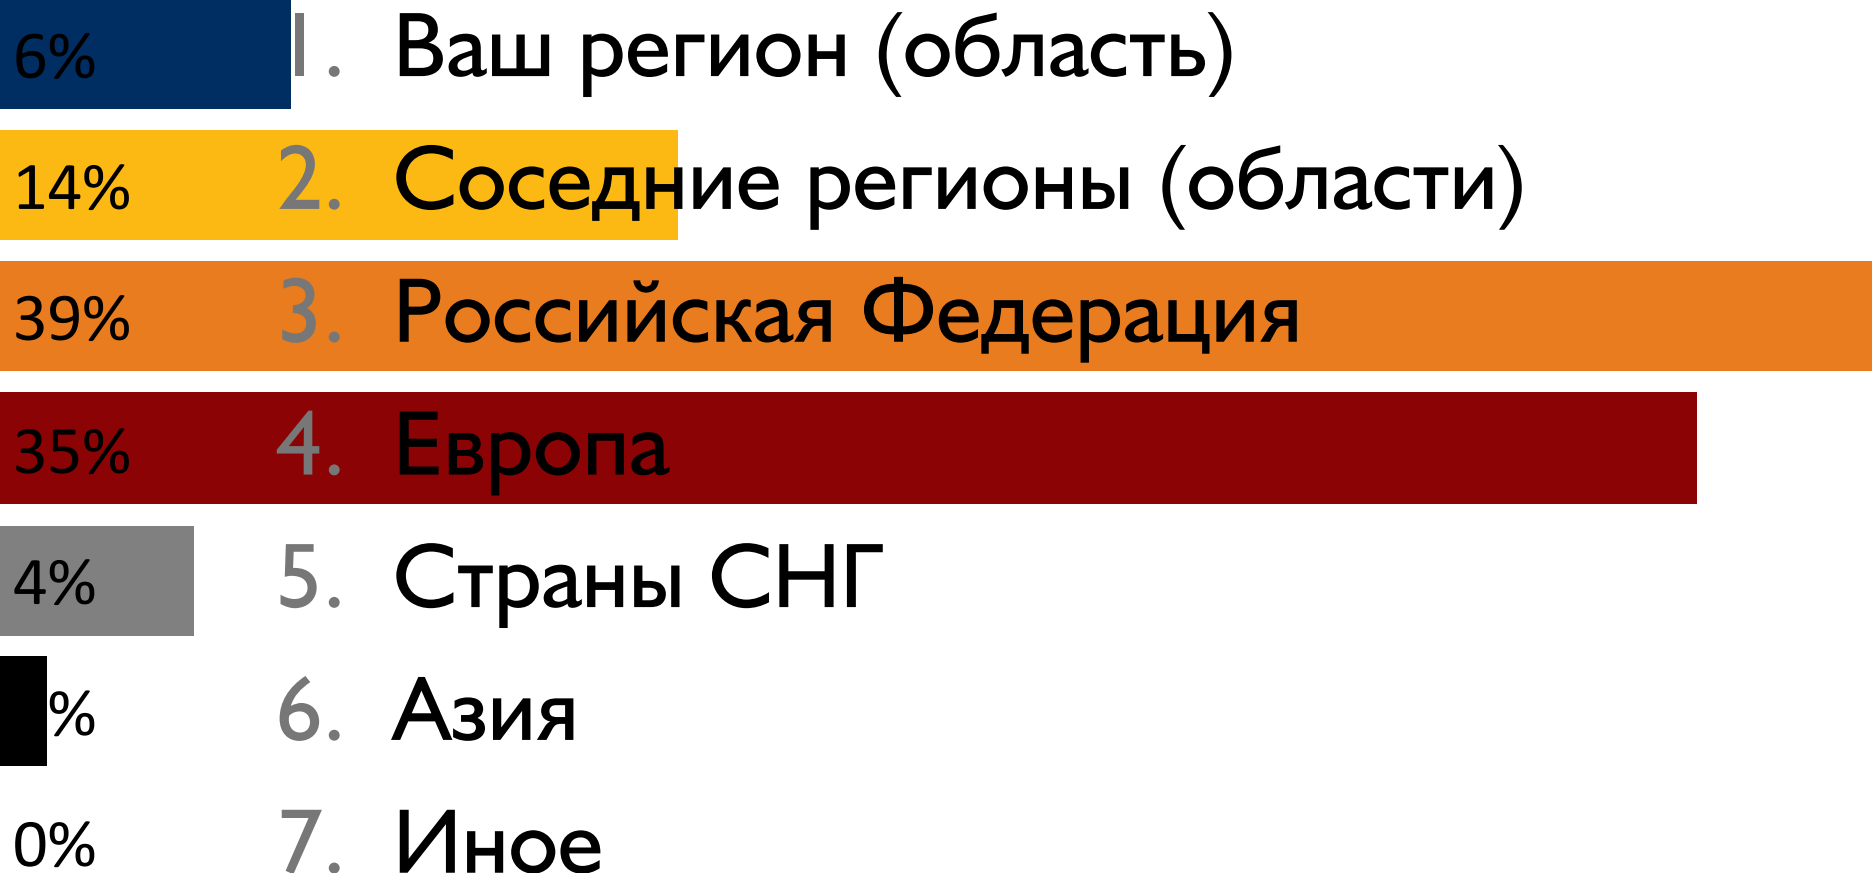 6% 1. Ваш регион (область)
14% 2. Соседние регионы (области)
39% 3. Российская Федерация
35% 4. Европа
4% 5. Страны СНГ
% 6. Азия
0% 7. Иное